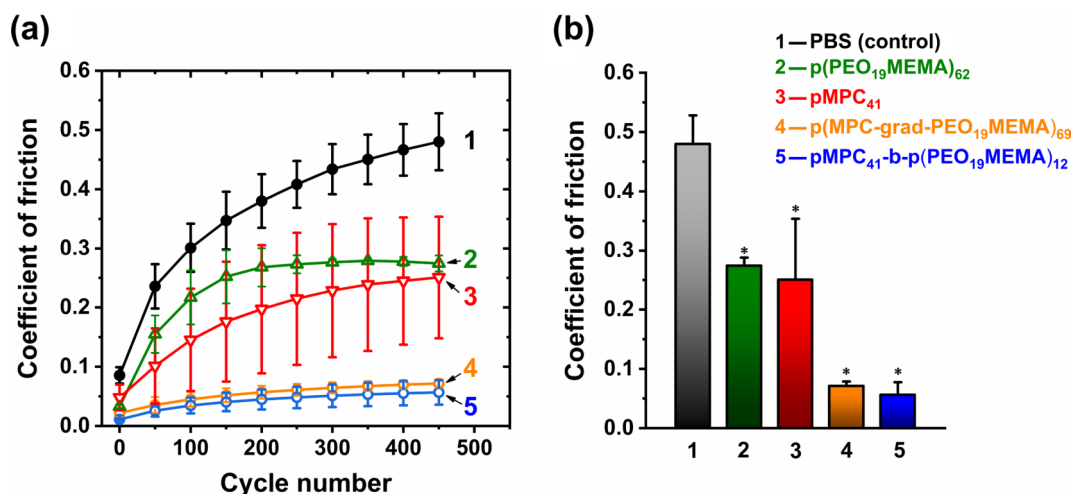 (a)
Coefficient of friction
0.6
0.5
0.4
0.3
0.2
0.1
0.0
0 100 200 300 400 500
Cycle number
1
2
3
4
5
(b)
1—PBS (control)
2—p(PEO₁₉MEMA)₆₂
3—pMPC₄₁
4—p(MPC-grad-PEO₁₉MEMA)₆₉
5—pMPC₄₁-b-p(PEO₁₉MEMA)₁₂
Coefficient of friction
0.6
0.5
0.4
0.3
0.2
0.1
0.0
* * * *
1 2 3 4 5